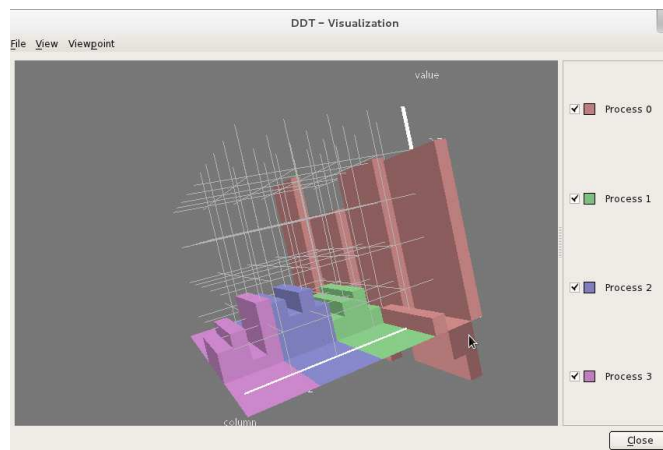 DDT - Visualization
File View Viewpoint
value
Process 0
Process 1
Process 2
Process 3
column
Close